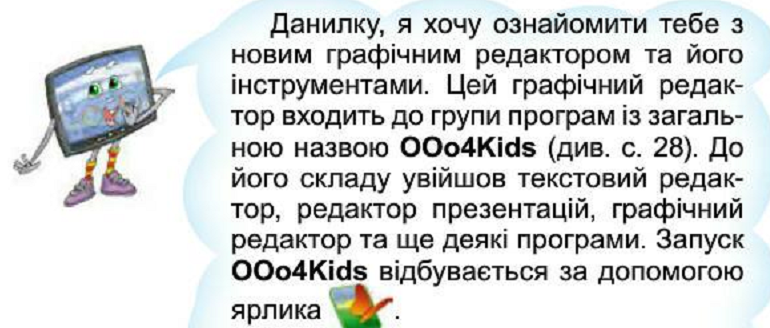 Данилку, я хочу ознайомити тебе з
новим графічним редактором та його
інструментами. Цей графічний редак-
тор входить до групи програм із загаль-
ною назвою OOo4Kids (див. с. 28). До
його складу увійшов текстовий редак-
тор, редактор презентацій, графічний
редактор та ще деякі програми. Запуск
OOo4Kids відбувається за допомогою
ярлика .